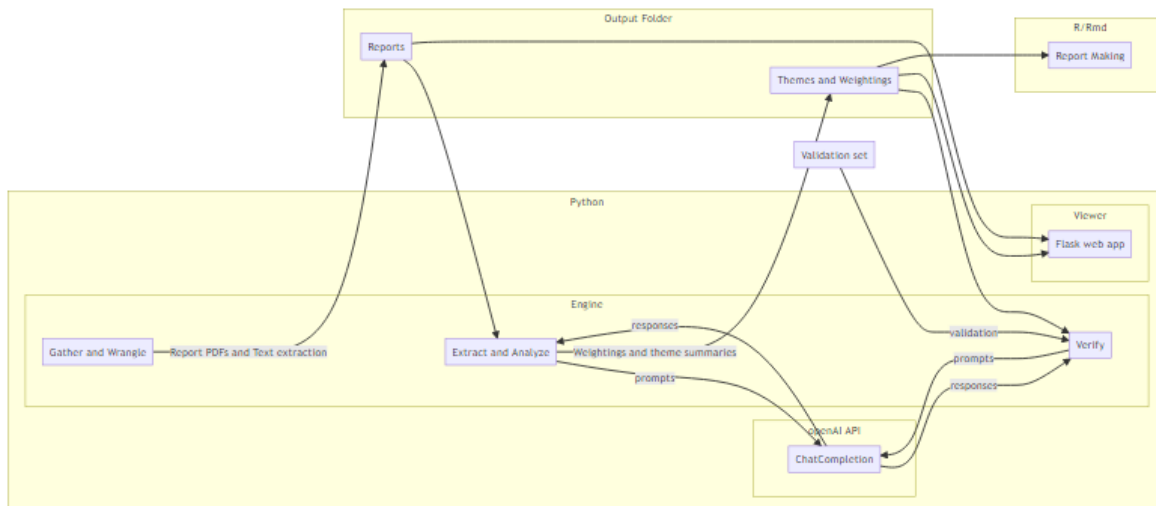 Output Folder
R/Rmd
Reports
Report Making
Themes and Weightings
Validation set
Python
Viewer
Flask web app
Engine
responses
validation
Gather and Wrangle
Report PDFs and Text extraction
Extract and Analyze
Weightings and theme summaries
Verify
prompts
prompts
responses
openAI API
ChatCompletion